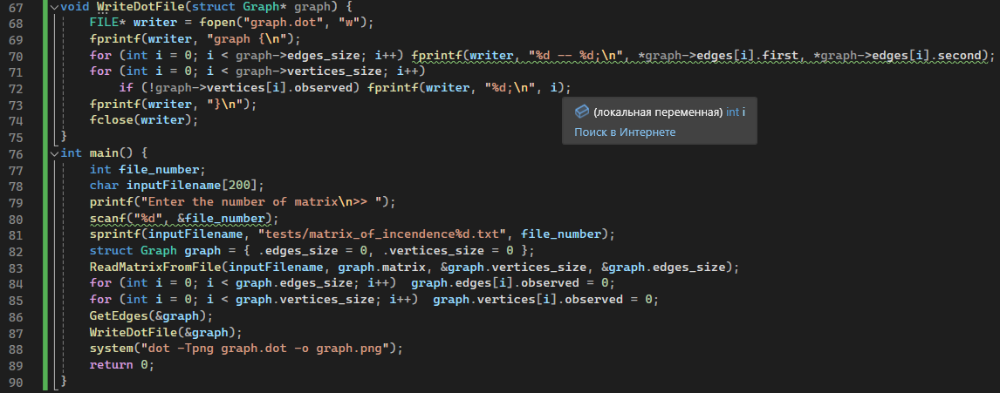 67 void WriteDotFile(struct Graph* graph) {
68 FILE* writer = fopen("graph.dot", "w");
69 fprintf(writer, "graph {\n");
70 for (int i = 0; i < graph->edges_size; i++) fprintf(writer, "%d -- %d;\n", *graph->edges[i].first, *graph->edges[i].second);
71 for (int i = 0; i < graph->vertices_size; i++)
72 if (!graph->vertices[i].observed) fprintf(writer, "%d;\n", i);
73 fprintf(writer, "}\n");
(локальная переменная) int i
74 fclose(writer);
Поиск в Интернете
75 }
76 int main() {
77 int file_number;
78 char inputFilename[200];
79 printf("Enter the number of matrix\n>> ");
80 scanf("%d", &file_number);
81 sprintf(inputFilename, "tests/matrix_of_incendence%d.txt", file_number);
82 struct Graph graph = { .edges_size = 0, .vertices_size = 0 };
83 ReadMatrixFromFile(inputFilename, graph.matrix, &graph.vertices_size, &graph.edges_size);
84 for (int i = 0; i < graph.edges_size; i++)  graph.edges[i].observed = 0;
85 for (int i = 0; i < graph.vertices_size; i++)  graph.vertices[i].observed = 0;
86 GetEdges(&graph);
87 WriteDotFile(&graph);
88 system("dot -Tpng graph.dot -o graph.png");
89 return 0;
90 }